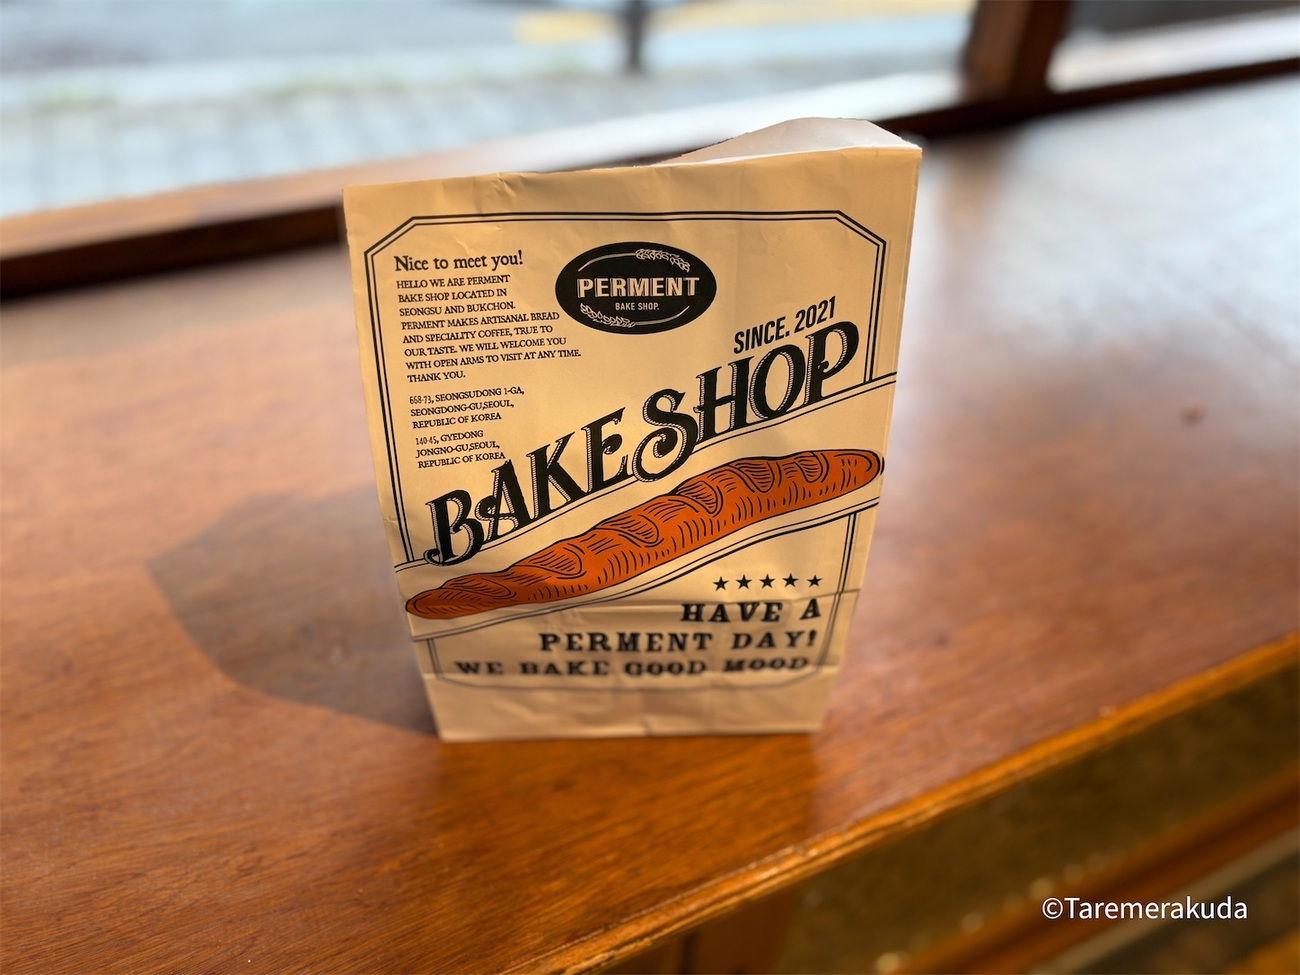 Nice to meet you!
HELLO WE ARE PERMENT
BAKE SHOP LOCATED IN
SEONGSU AND BUKCHON.
PERMENT MAKES ARTISANAL BREAD
AND SPECIALITY COFFEE, TRUE TO
OUR TASTE. WE WILL WELCOME YOU
WITH OPEN ARMS TO VISIT AT ANY TIME.
THANK YOU.
668-73, SEONGSUDONG 1-GA,
SEONGDONG-GU,SEOUL,
REPUBLIC OF KOREA
140-45, GYEDONG
JONGNO-GU,SEOUL,
REPUBLIC OF KOREA
PERMENT
BAKE SHOP.
SINCE. 2021
BAKE SHOP
★★★★★
HAVE A
PERMENT DAY!
WE BAKE GOOD MOOD
©Taremerakuda